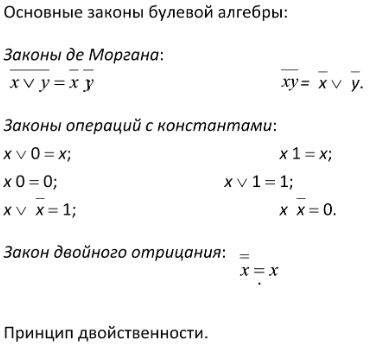 Основные законы булевой алгебры:
Законы де Моргана:
x̅ ̅∨̅ ̅y̅ = x̅ y̅ x̅y̅ = x̅ ∨ y̅.
Законы операций с константами:
x ∨ 0 = x; x 1 = x;
x 0 = 0; x ∨ 1 = 1;
x ∨ x̅ = 1; x x̅ = 0.
Закон двойного отрицания: x̿ = x.
Принцип двойственности.